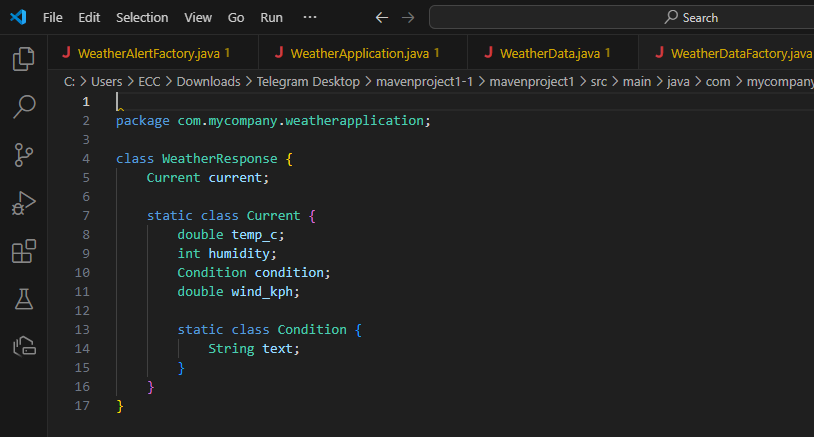 File Edit Selection View Go Run ··· Search
WeatherAlertFactory.java 1 WeatherApplication.java 1 WeatherData.java 1 WeatherDataFactory.java
C: > Users > ECC > Downloads > Telegram Desktop > mavenproject1-1 > mavenproject1 > src > main > java > com > mycompany
1
2 package com.mycompany.weatherapplication;
3
4 class WeatherResponse {
5 Current current;
6
7 static class Current {
8 double temp_c;
9 int humidity;
10 Condition condition;
11 double wind_kph;
12
13 static class Condition {
14 String text;
15 }
16 }
17 }